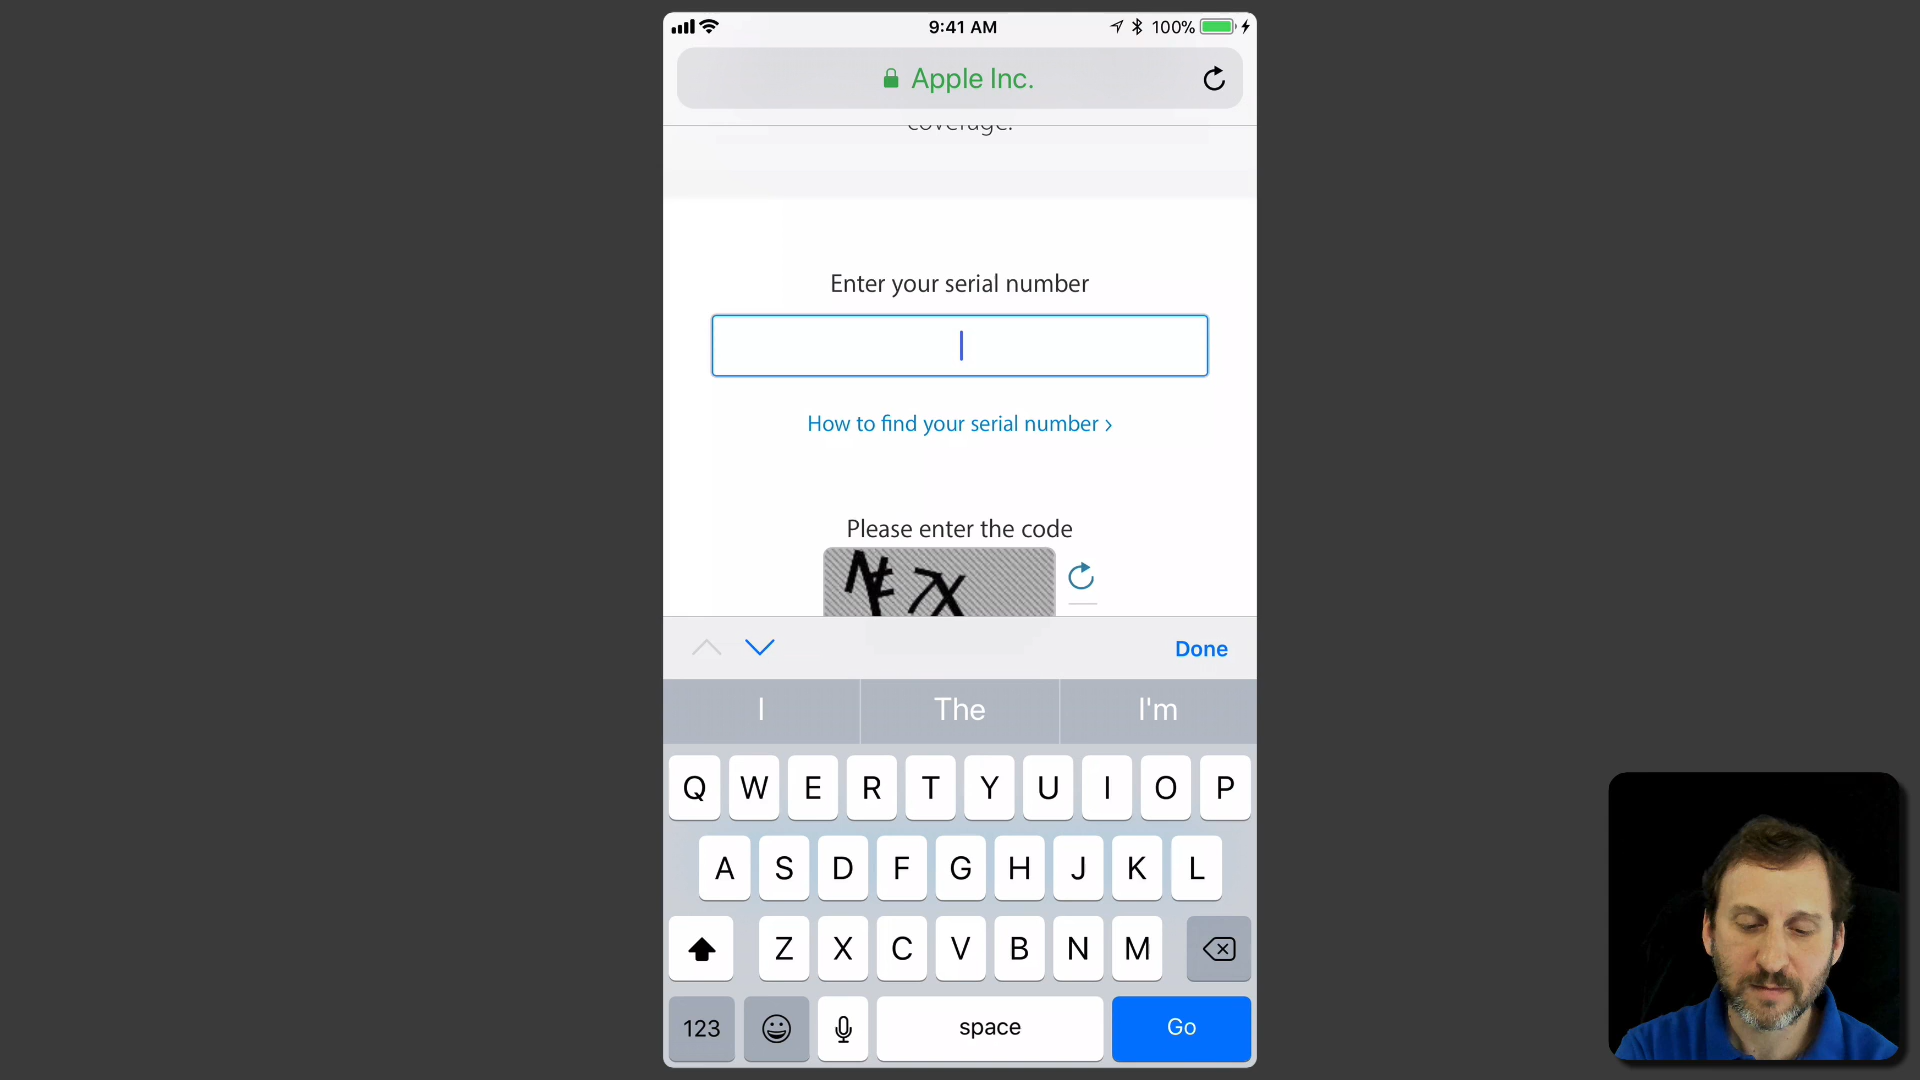 9:41 AM
100%
Apple Inc.
coverage.
Enter your serial number
How to find your serial number ›
Please enter the code
Done
I
The
I'm
Q W E R T Y U I O P
A S D F G H J K L
Z X C V B N M
123
space
Go